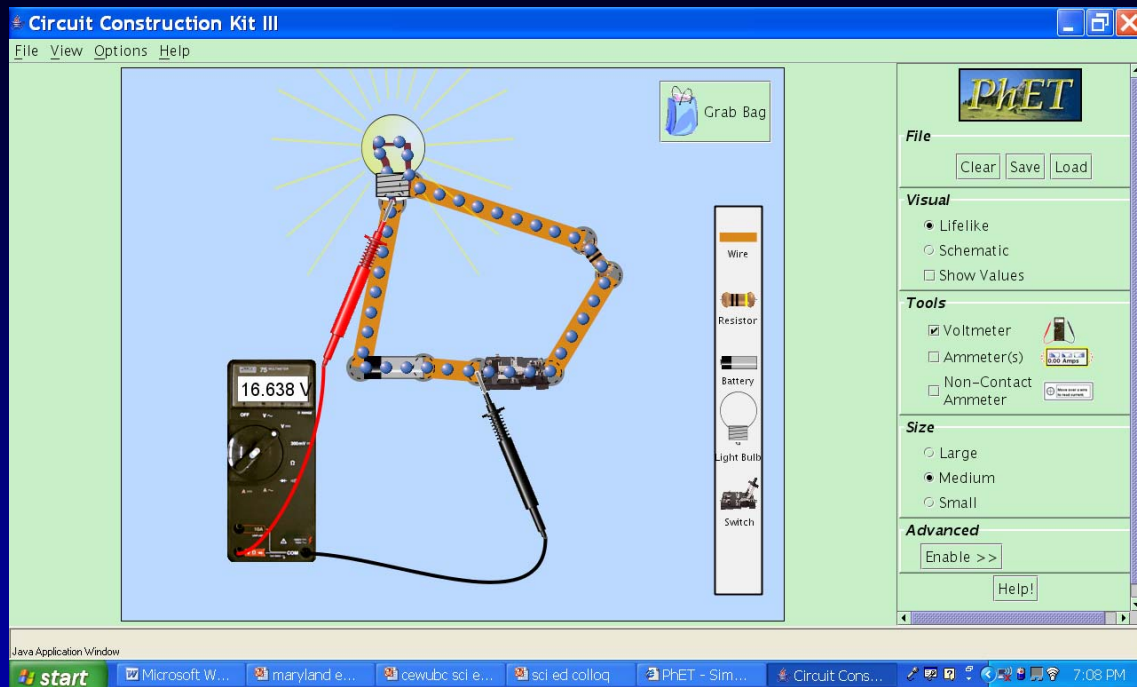 Circuit Construction Kit III
File View Options Help
Grab Bag
Wire
Resistor
Battery
Light Bulb
Switch
16.638 V
OFF
10A
COM
PhET
File
Clear Save Load
Visual
Lifelike
Schematic
Show Values
Tools
Voltmeter
Ammeter(s)
0.00 Amps
Non-Contact
Ammeter
Size
Large
Medium
Small
Advanced
Enable >>
Help!
Java Application Window
start Microsoft W... maryland e... cewubc sci e... sci ed colloq PhET - Sim... Circuit Cons... 7:08 PM